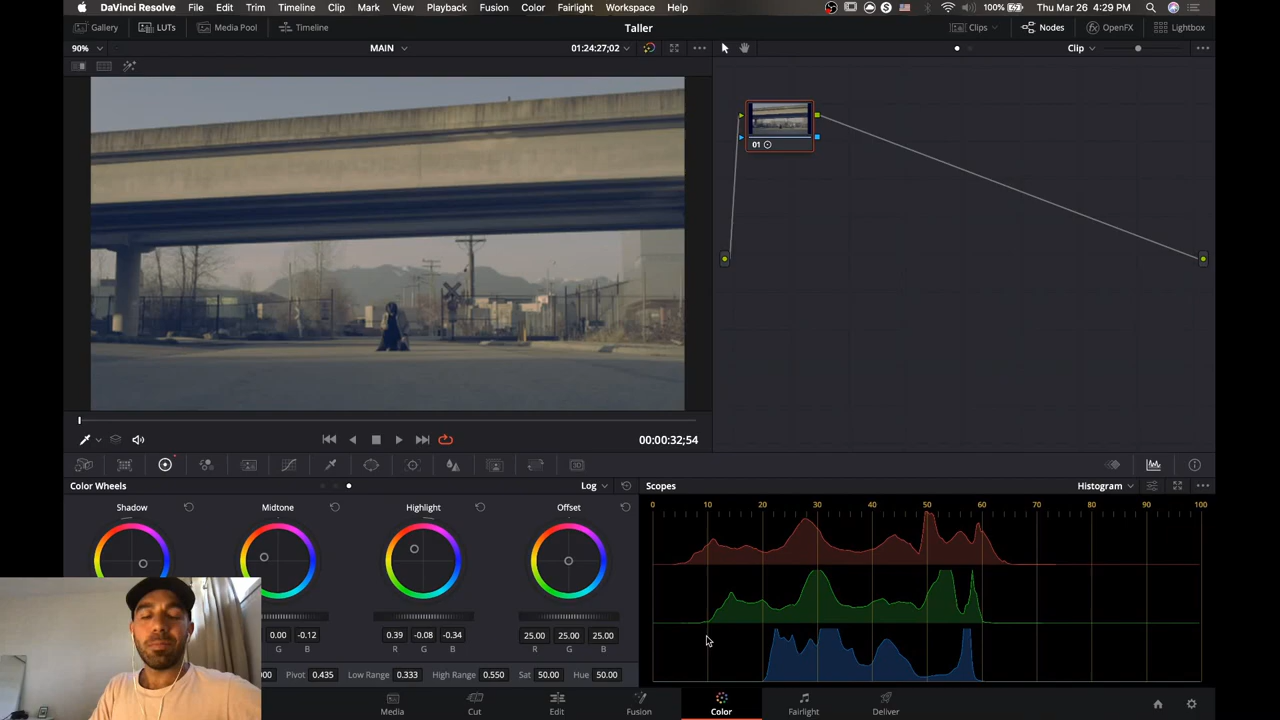 DaVinci Resolve File Edit Trim Timeline Clip Mark View Playback Fusion Color Fairlight Workspace Help 100% Thu Mar 26 4:29 PM
Gallery LUTs Media Pool Timeline Taller Clips Nodes OpenFX Lightbox
90% MAIN 01:24:27;02 Clip
01
00:00:32;54
Color Wheels Log Scopes Histogram
Shadow Midtone Highlight Offset
0 10 20 30 40 50 60 70 80 90 100
0.00 -0.12 0.39 -0.08 -0.34 25.00 25.00 25.00
G B R G B R G B
Pivot 0.435 Low Range 0.333 High Range 0.550 Sat 50.00 Hue 50.00
Media Cut Edit Fusion Color Fairlight Deliver